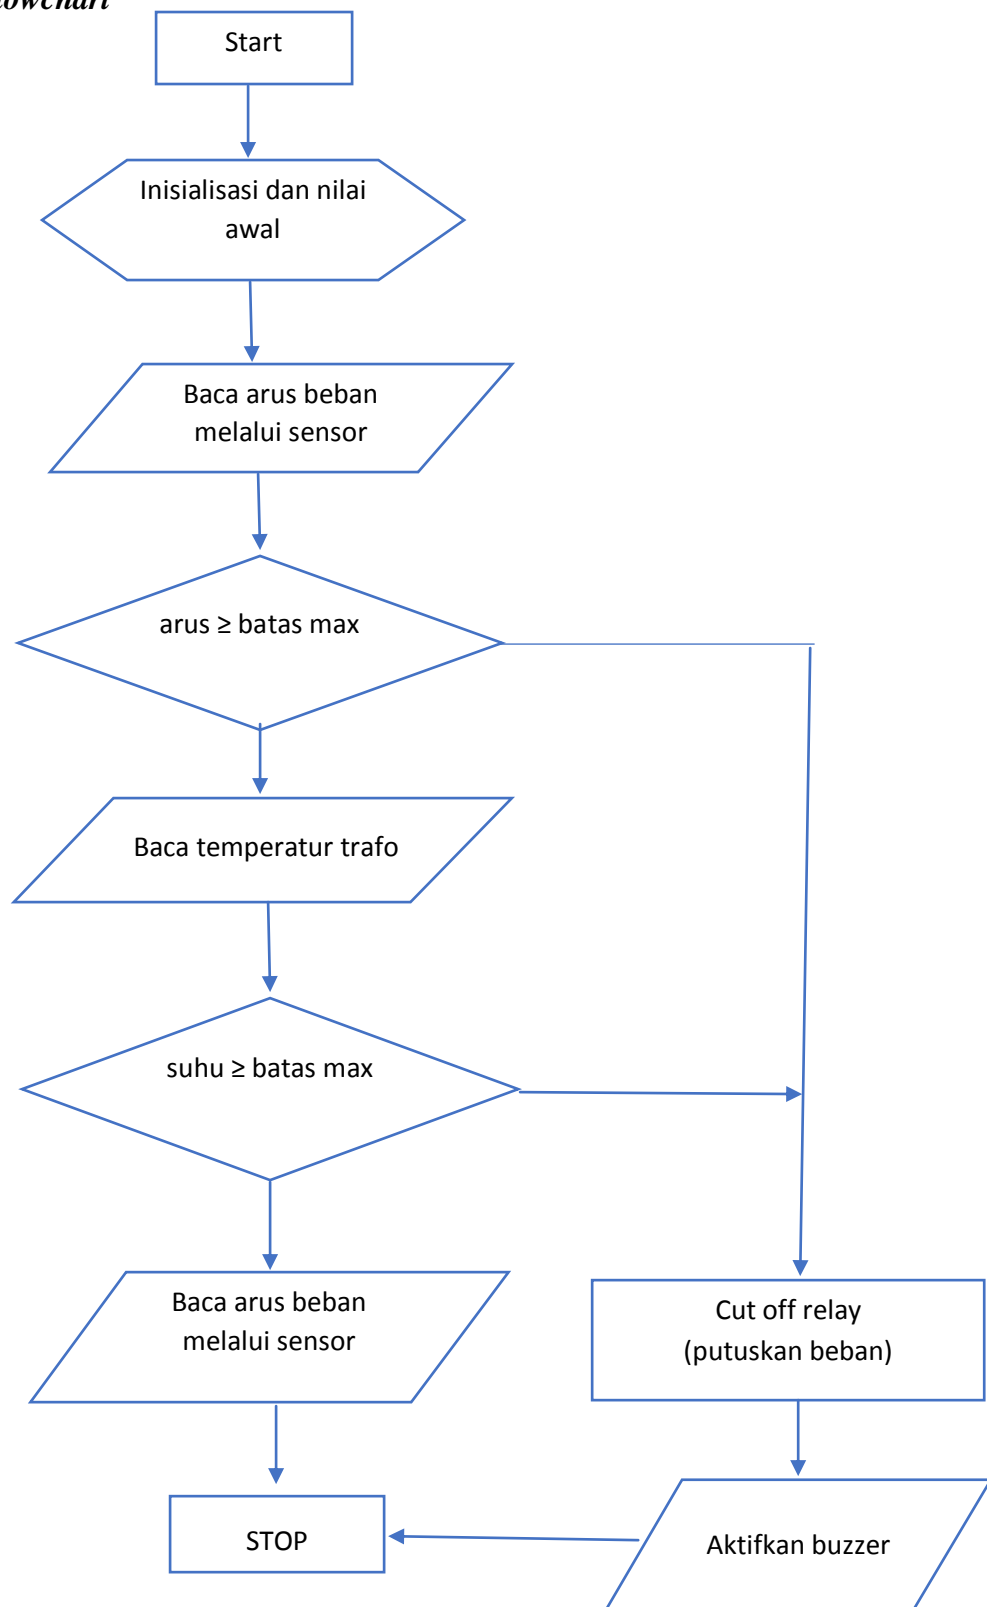 Start
Inisialisasi dan nilai
awal
Baca arus beban
melalui sensor
arus ≥ batas max
Baca temperatur trafo
suhu ≥ batas max
Baca arus beban
melalui sensor
Cut off relay
(putuskan beban)
STOP
Aktifkan buzzer